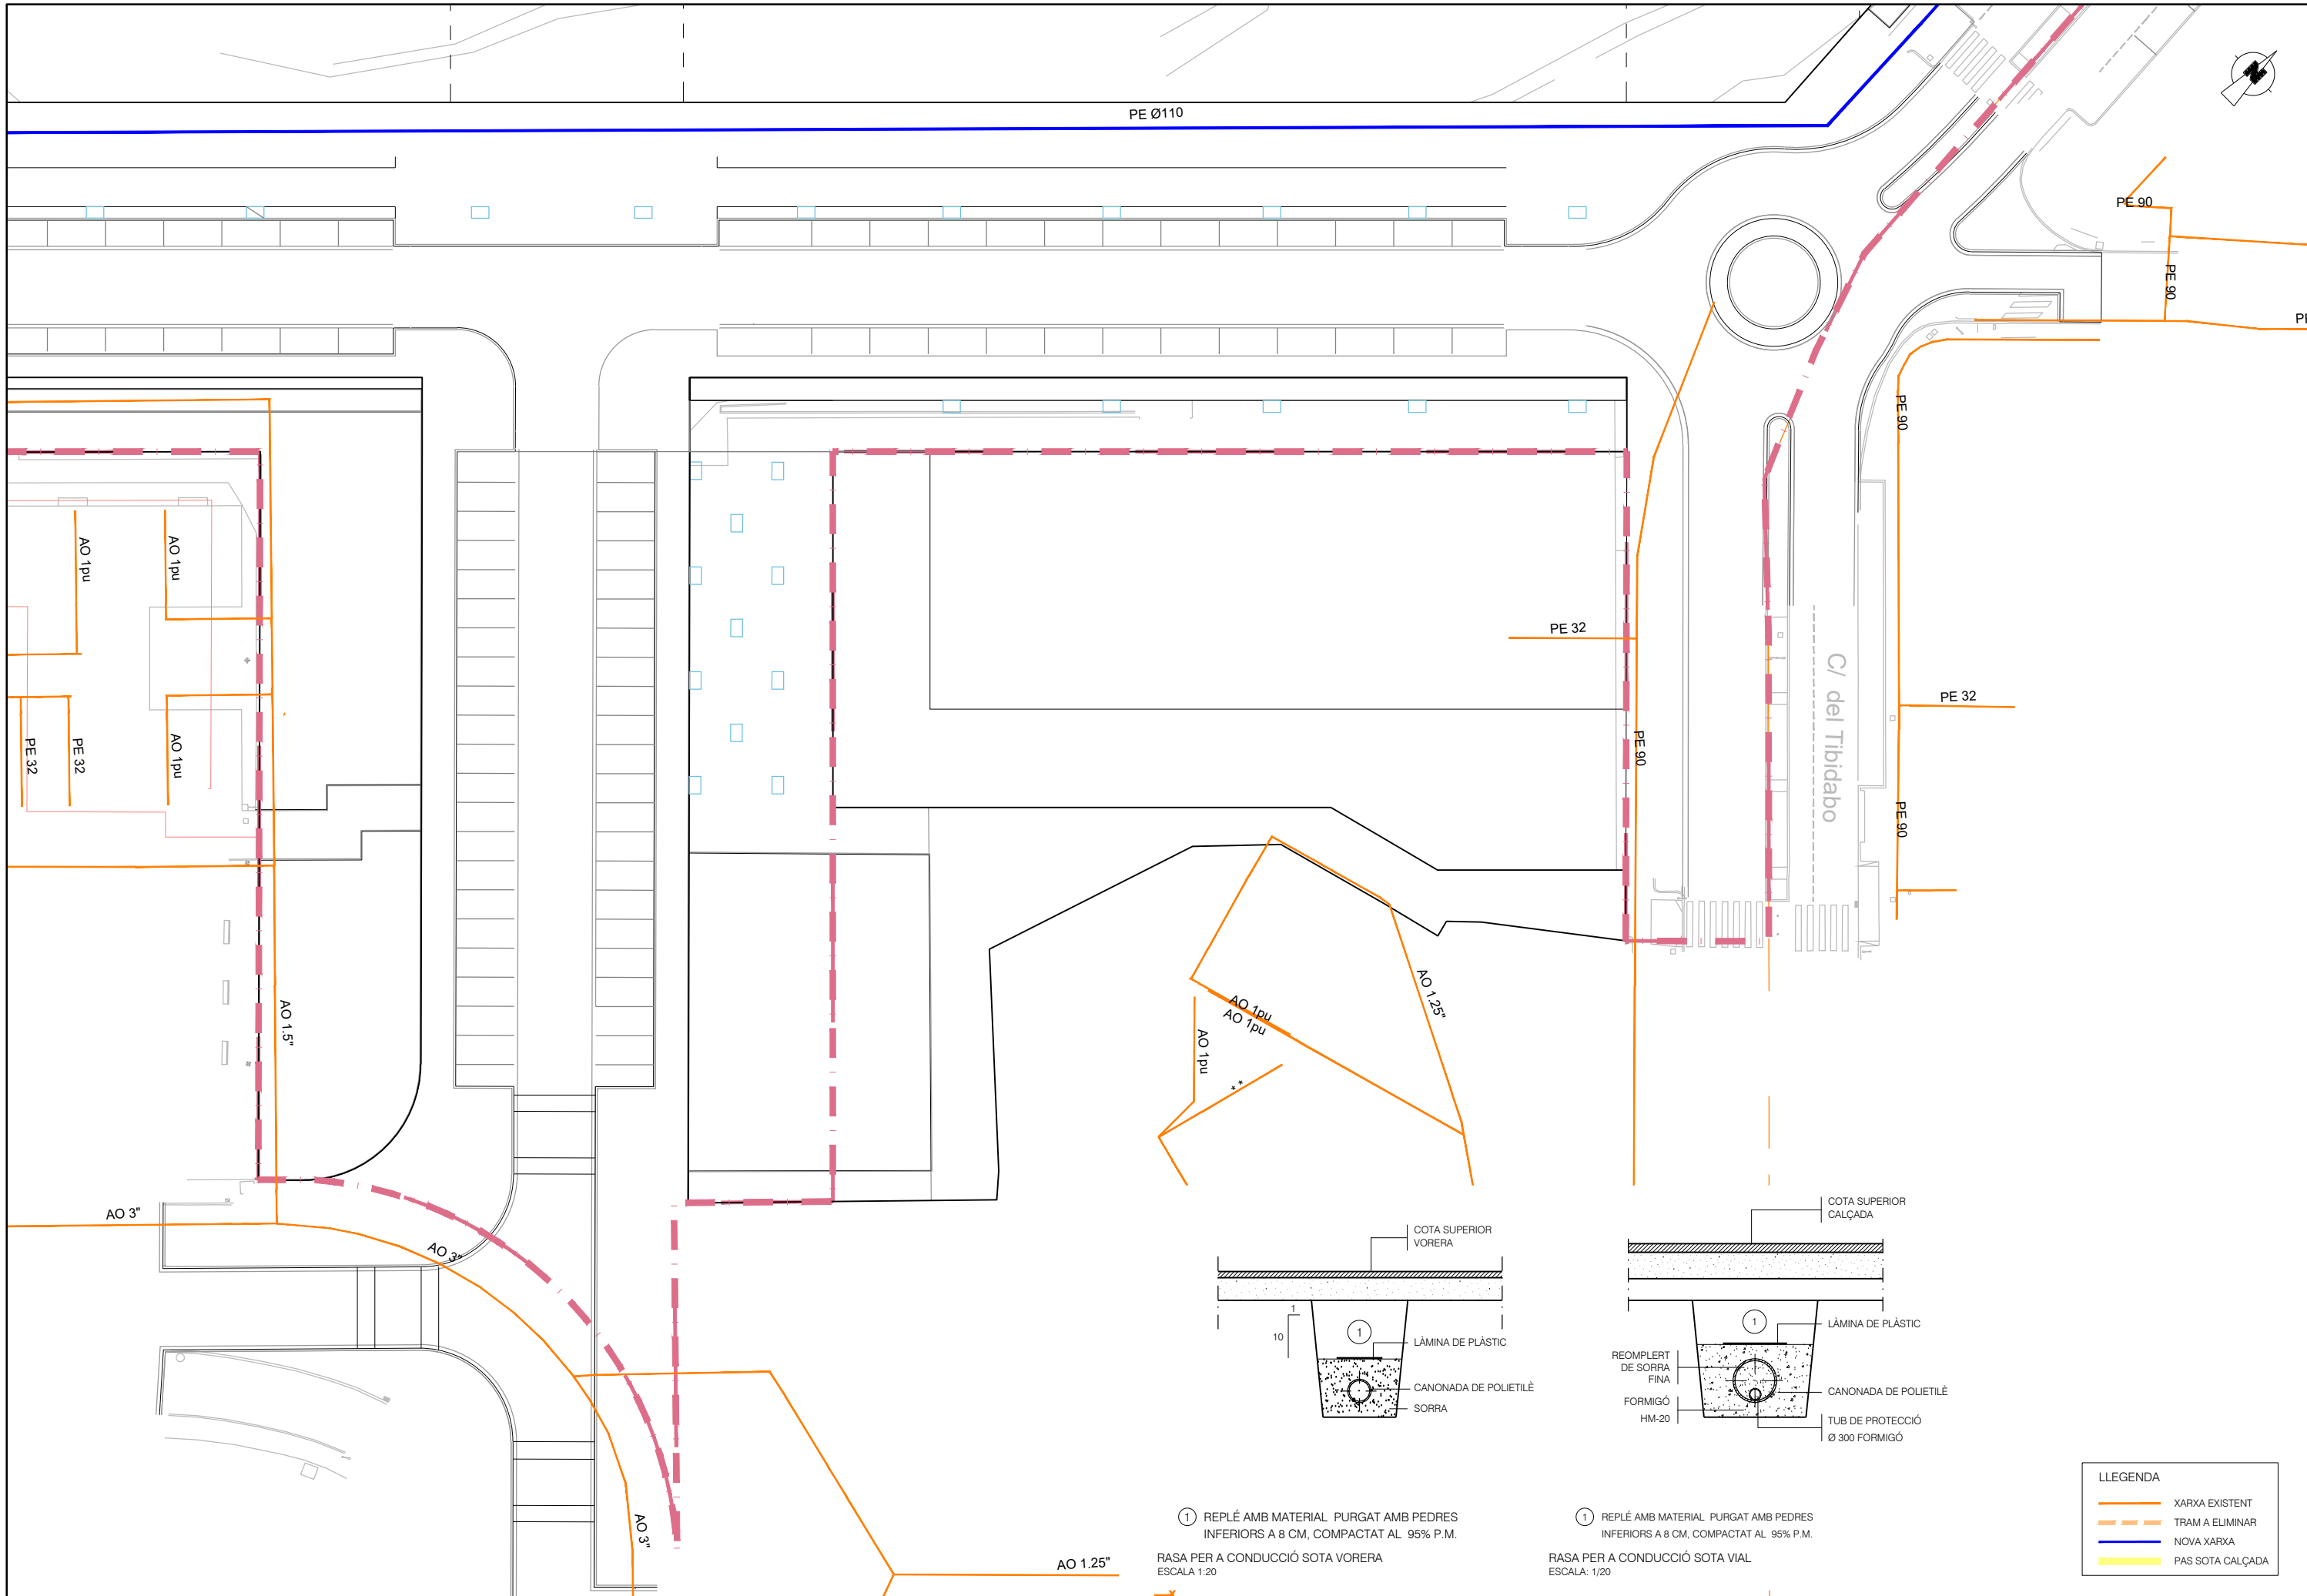 PE Ø110
N
PE 90
PE 90
PE
PE 90
AO 1pu
AO 1pu
PE 32
C/ del Tibidabo
PE 32
PE 32
PE 32
AO 1pu
PE 90
PE 90
AO 1.5"
AO 1pu
AO 1pu
AO 1.25"
AO 1pu
**
AO 3"
AO 3"
AO 3"
AO 1.25"
COTA SUPERIOR
VORERA
1
10
1
LÀMINA DE PLÀSTIC
CANONADA DE POLIETILÈ
SORRA
COTA SUPERIOR
CALÇADA
1
LÀMINA DE PLÀSTIC
REOMPLERT
DE SORRA
FINA
CANONADA DE POLIETILÈ
FORMIGÓ
HM-20
TUB DE PROTECCIÓ
Ø 300 FORMIGÓ
1 REPLÉ AMB MATERIAL PURGAT AMB PEDRES
INFERIORS A 8 CM, COMPACTAT AL 95% P.M.
RASA PER A CONDUCCIÓ SOTA VORERA
ESCALA 1:20
1 REPLÉ AMB MATERIAL PURGAT AMB PEDRES
INFERIORS A 8 CM, COMPACTAT AL 95% P.M.
RASA PER A CONDUCCIÓ SOTA VIAL
ESCALA: 1/20
LLEGENDA
XARXA EXISTENT
TRAM A ELIMINAR
NOVA XARXA
PAS SOTA CALÇADA